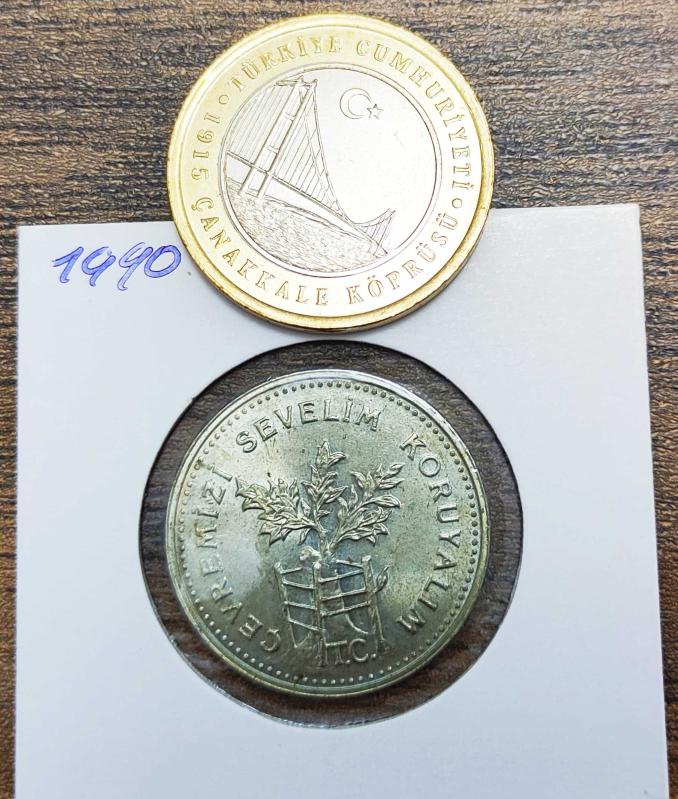 · TÜRKİYE CUMHURİYETİ ·
1915 ÇANAKKALE KÖPRÜSÜ
1990
ÇEVREMİZİ SEVELİM KORUYALIM
T.C.